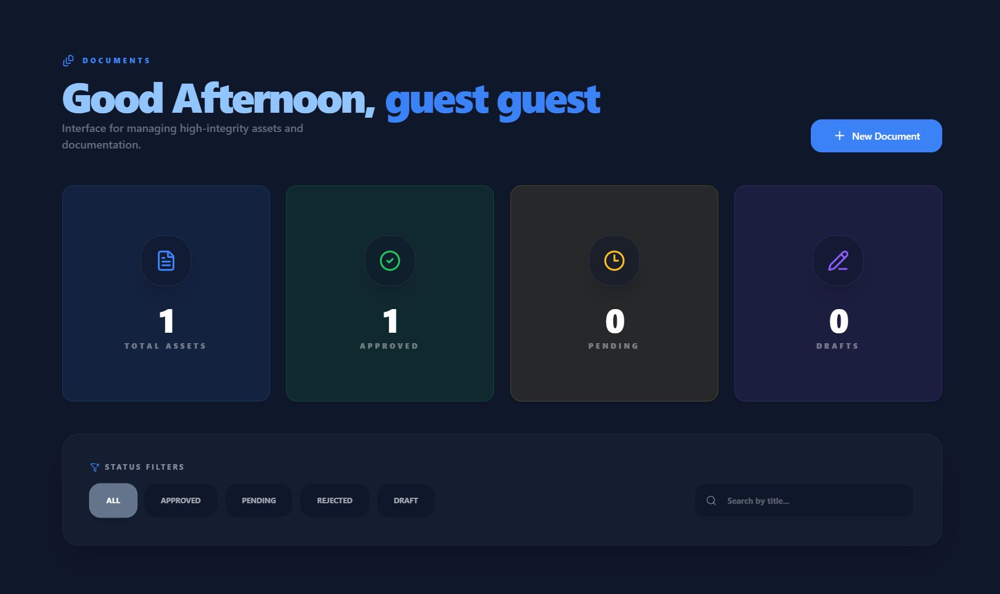 DOCUMENTS
Good Afternoon, guest guest
Interface for managing high-integrity assets and
documentation.
New Document
1
TOTAL ASSETS
1
APPROVED
0
PENDING
0
DRAFTS
STATUS FILTERS
ALL
APPROVED
PENDING
REJECTED
DRAFT
Search by title...